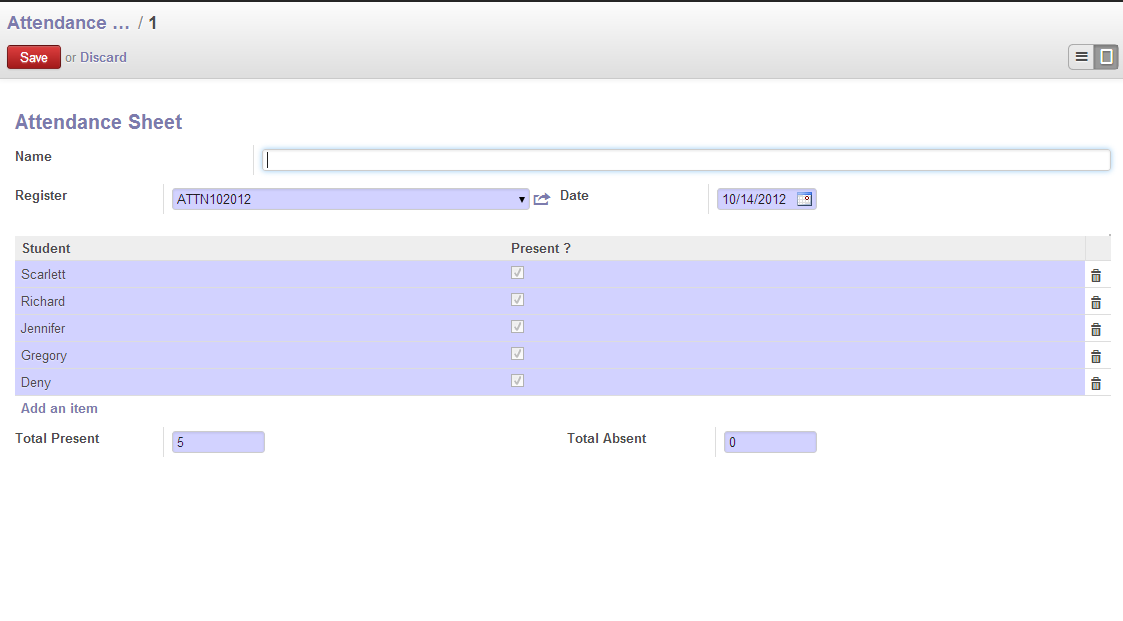 Attendance ... / 1
Save or Discard
Attendance Sheet
Name
Register ATTN102012 Date 10/14/2012
Student Present ?
Scarlett
Richard
Jennifer
Gregory
Deny
Add an item
Total Present 5 Total Absent 0